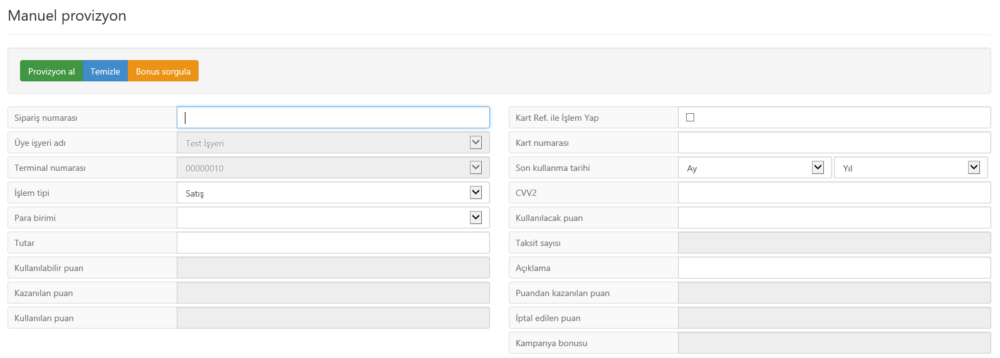 Manuel provizyon
Provizyon al Temizle Bonus sorgula
Sipariş numarası
Üye işyeri adı Test İşyeri
Terminal numarası 00000010
İşlem tipi Satış
Para birimi
Tutar
Kullanılabilir puan
Kazanılan puan
Kullanılan puan
Kart Ref. ile İşlem Yap
Kart numarası
Son kullanma tarihi Ay Yıl
CVV2
Kullanılacak puan
Taksit sayısı
Açıklama
Puandan kazanılan puan
İptal edilen puan
Kampanya bonusu